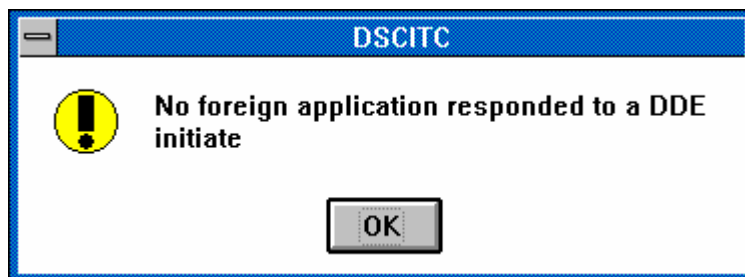 DSCITC
No foreign application responded to a DDE
initiate
OK